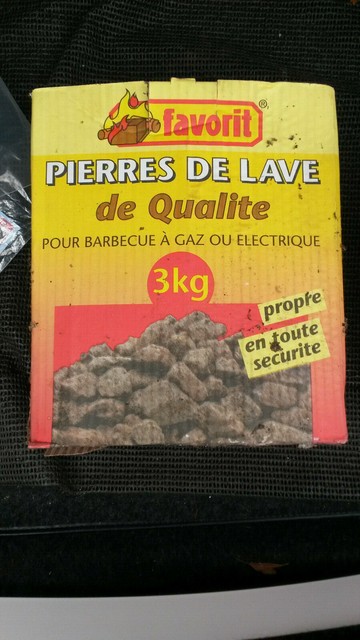 favorit®
PIERRES DE LAVE
de Qualite
POUR BARBECUE À GAZ OU ELECTRIQUE
3kg
propre
en toute
securite